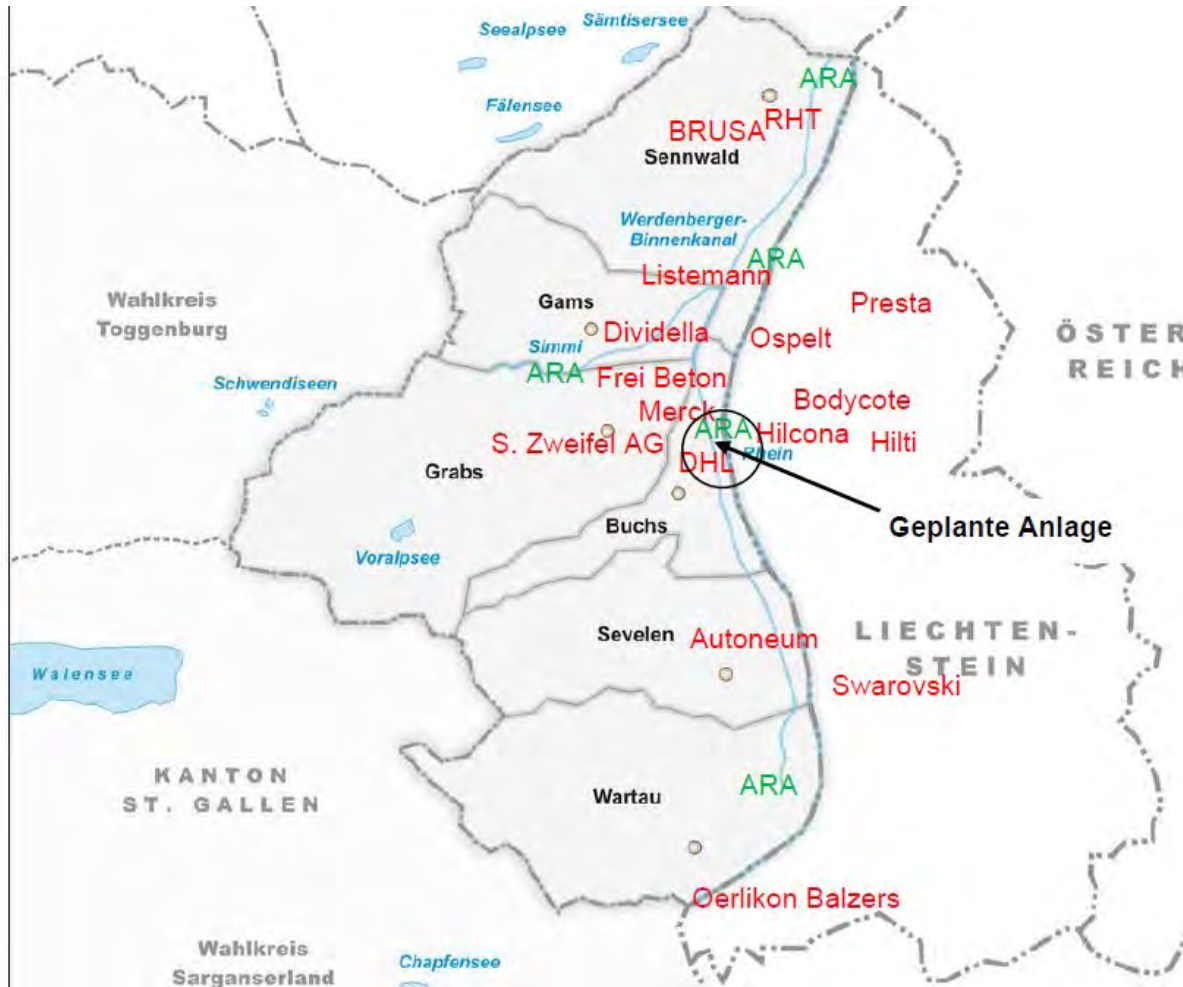 Sämtisersee
Seealpsee
ARA
Fälensee
RHT
BRUSA
Sennwald
Werdenberger-
Binnenkanal
ARA
Listemann
Wahlkreis
Toggenburg
Gams
Presta
Dividella
Ospelt
ÖSTER
REICH
Simmi
ARA
Frei Beton
Schwendiseen
Bodycote
Merck
ARA
Hilcona
Hilti
S. Zweifel AG
Rhein
DHL
Grabs
Geplante Anlage
Buchs
Voralpsee
Sevelen
Autoneum
LIECHTEN-
STEIN
Walensee
Swarovski
KANTON
ST. GALLEN
ARA
Wartau
Oerlikon Balzers
Wahlkreis
Sarganserland
Chapfensee